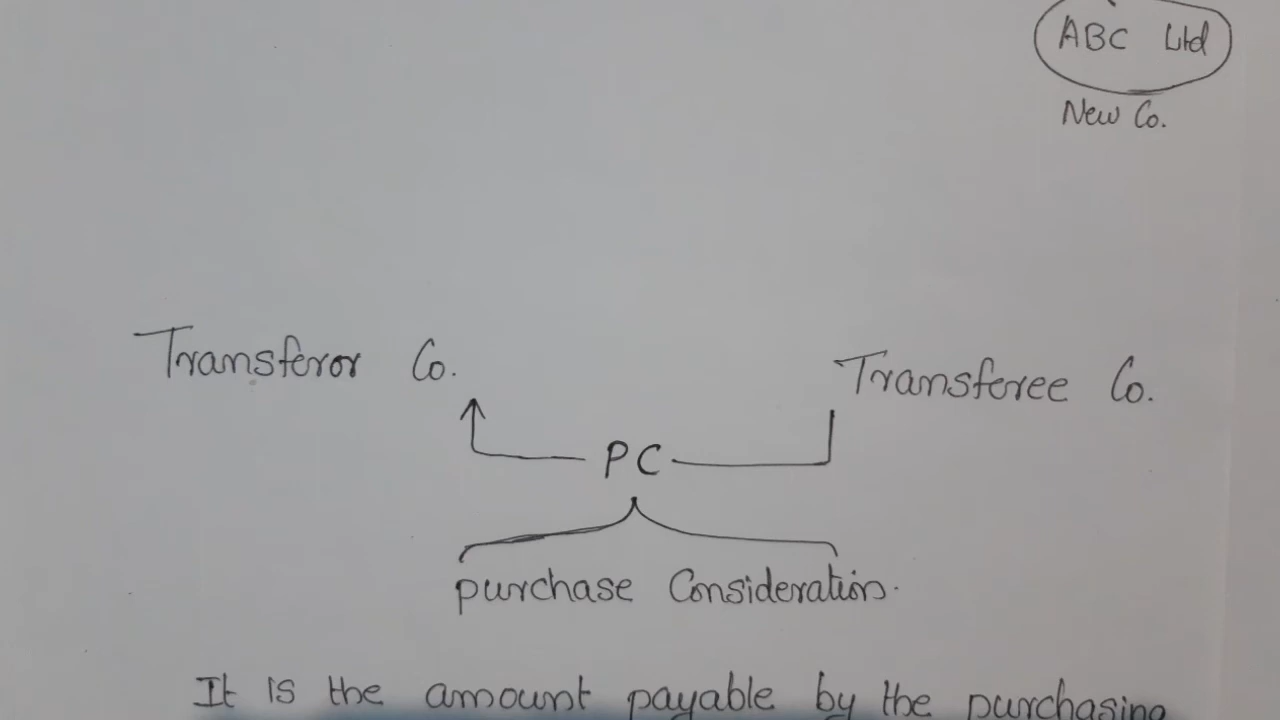 ABC Ltd
New Co.
Transferor Co.
Transferee Co.
PC
purchase Consideration.
It is the amount payable by the purchasing